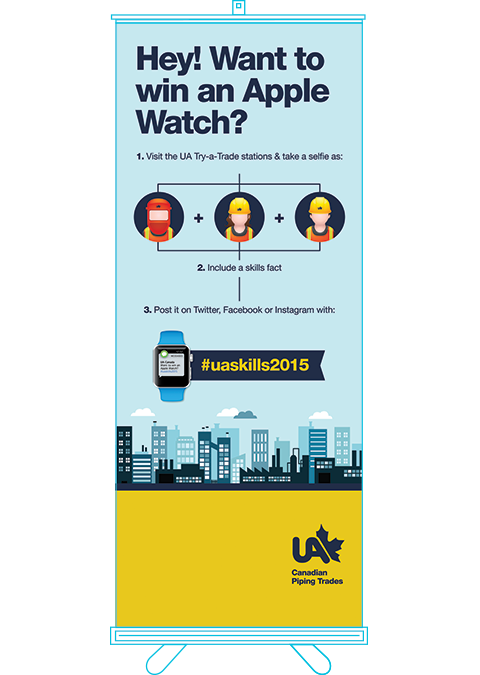 Hey! Want to
win an Apple
Watch?
1. Visit the UA Try-a-Trade stations & take a selfie as:
+ +
2. Include a skills fact
3. Post it on Twitter, Facebook or Instagram with:
#uaskills2015
UA
Canadian
Piping Trades